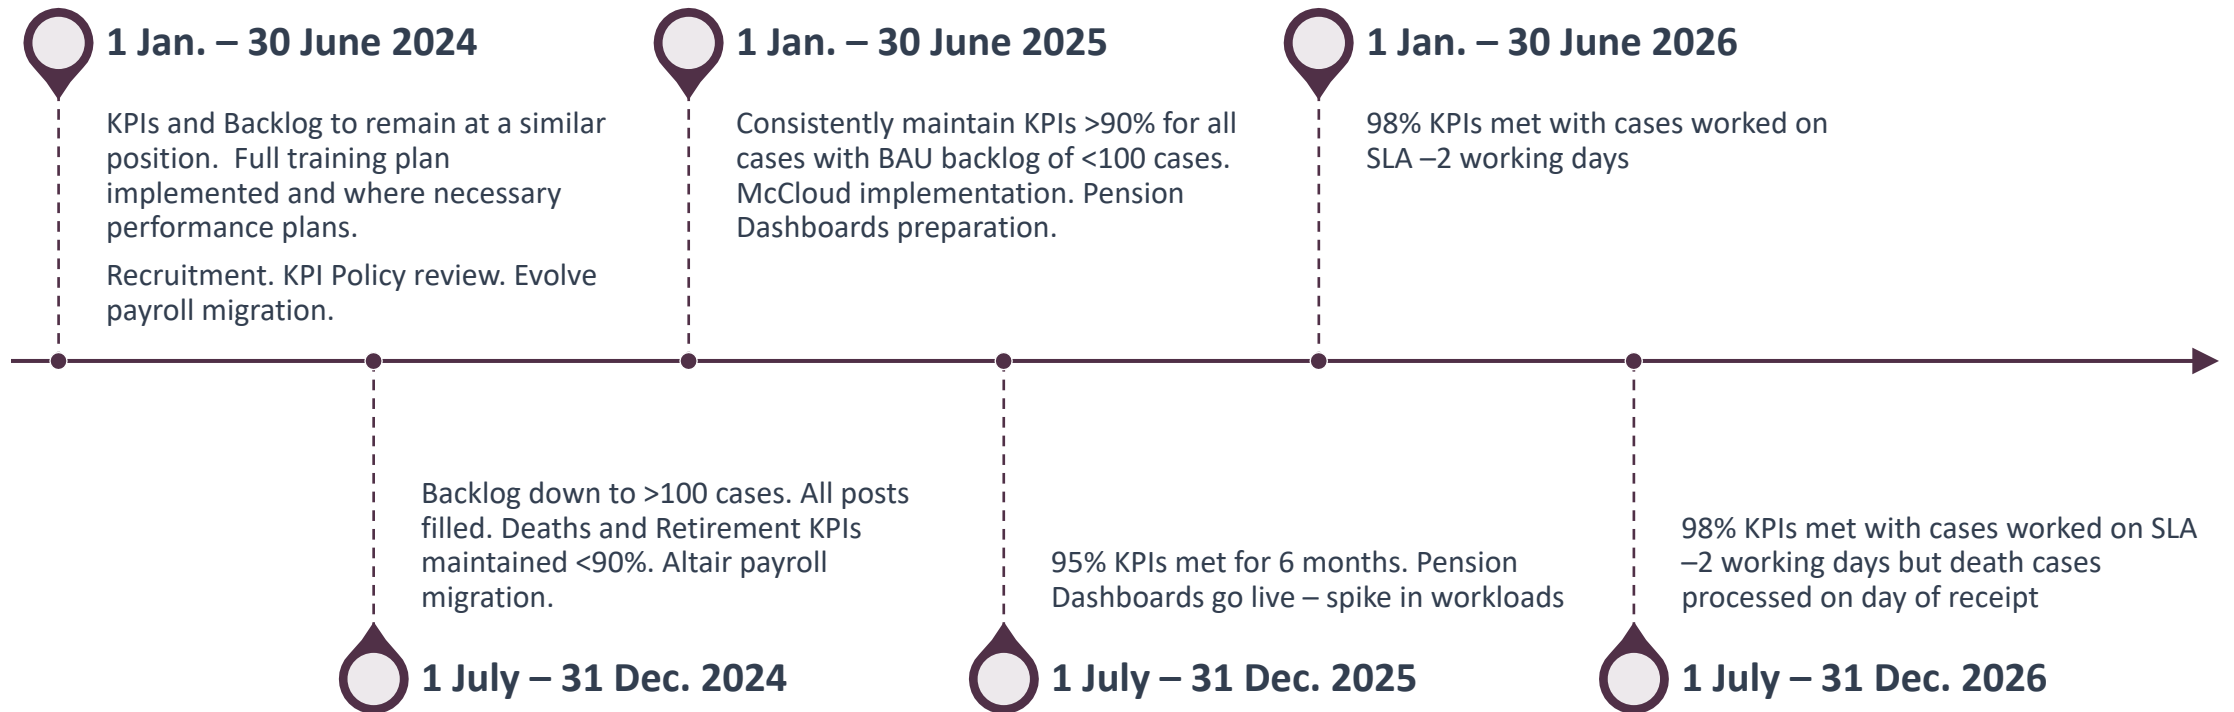 1 Jan. – 30 June 2024
KPIs and Backlog to remain at a similar
position.  Full training plan
implemented and where necessary
performance plans.
Recruitment. KPI Policy review. Evolve
payroll migration.
Backlog down to >100 cases. All posts
filled. Deaths and Retirement KPIs
maintained <90%. Altair payroll
migration.
1 July – 31 Dec. 2024
1 Jan. – 30 June 2025
Consistently maintain KPIs >90% for all
cases with BAU backlog of <100 cases.
McCloud implementation. Pension
Dashboards preparation.
95% KPIs met for 6 months. Pension
Dashboards go live – spike in workloads
1 July – 31 Dec. 2025
1 Jan. – 30 June 2026
98% KPIs met with cases worked on
SLA –2 working days
98% KPIs met with cases worked on SLA
–2 working days but death cases
processed on day of receipt
1 July – 31 Dec. 2026